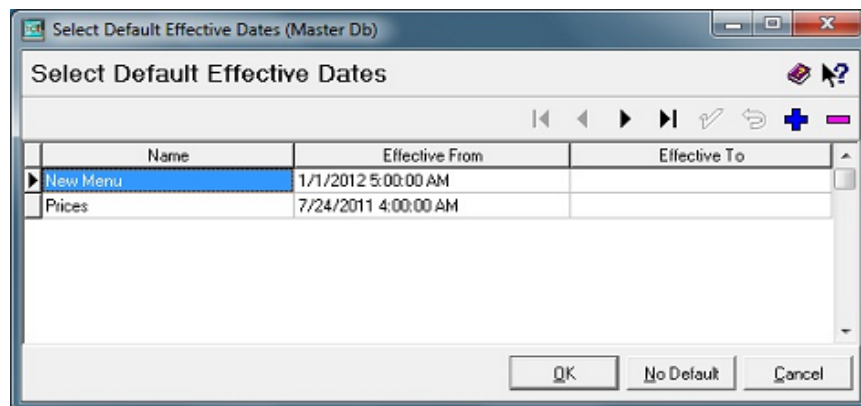 Select Default Effective Dates (Master Db)
Select Default Effective Dates
Name Effective From Effective To
New Menu 1/1/2012 5:00:00 AM
Prices 7/24/2011 4:00:00 AM
OK No Default Cancel